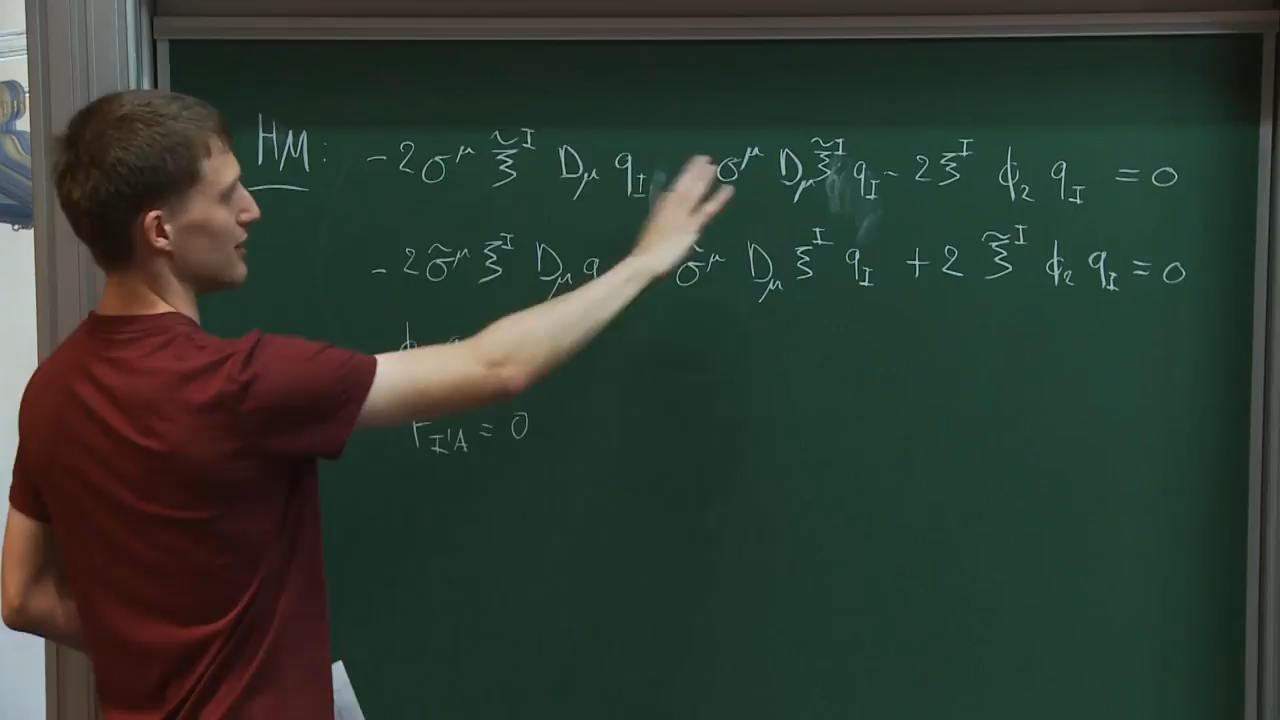 HM: -2σ^μ ξ̃^I D_μ q_I σ^μ D_μ ξ̃^I q_I - 2ξ^I ϕ_2 q_I = 0
-2σ̃^μ ξ^I D_μ q σ̃^μ D_μ ξ^I q_I + 2 ξ̃^I ϕ_2 q_I = 0
F_{I'A} = 0